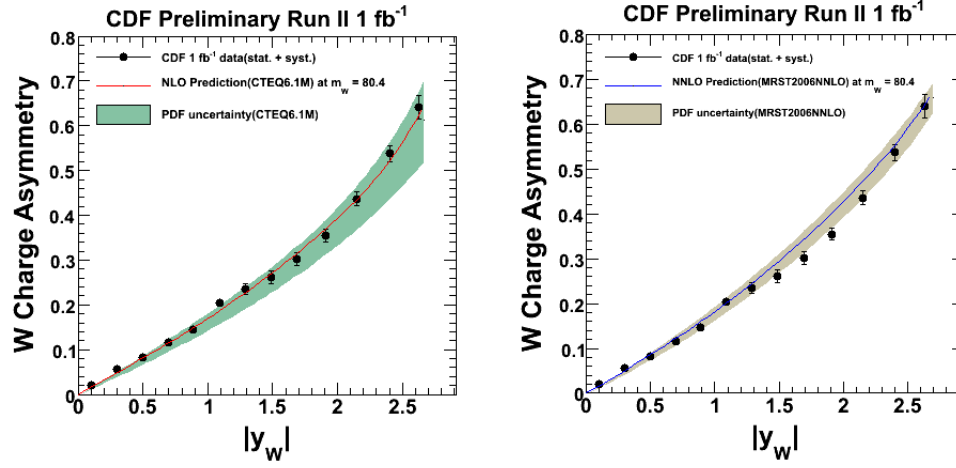 CDF Preliminary Run II 1 fb⁻¹
0.8
0.7
0.6
0.5
0.4
0.3
0.2
0.1
0
W Charge Asymmetry
CDF 1 fb⁻¹ data(stat. + syst.)
NLO Prediction(CTEQ6.1M) at m_W = 80.4
PDF uncertainty(CTEQ6.1M)
0 0.5 1 1.5 2 2.5
|y_W|
CDF Preliminary Run II 1 fb⁻¹
0.8
0.7
0.6
0.5
0.4
0.3
0.2
0.1
0
W Charge Asymmetry
CDF 1 fb⁻¹ data(stat. + syst.)
NNLO Prediction(MRST2006NNLO) at m_W = 80.4
PDF uncertainty(MRST2006NNLO)
0 0.5 1 1.5 2 2.5
|y_W|